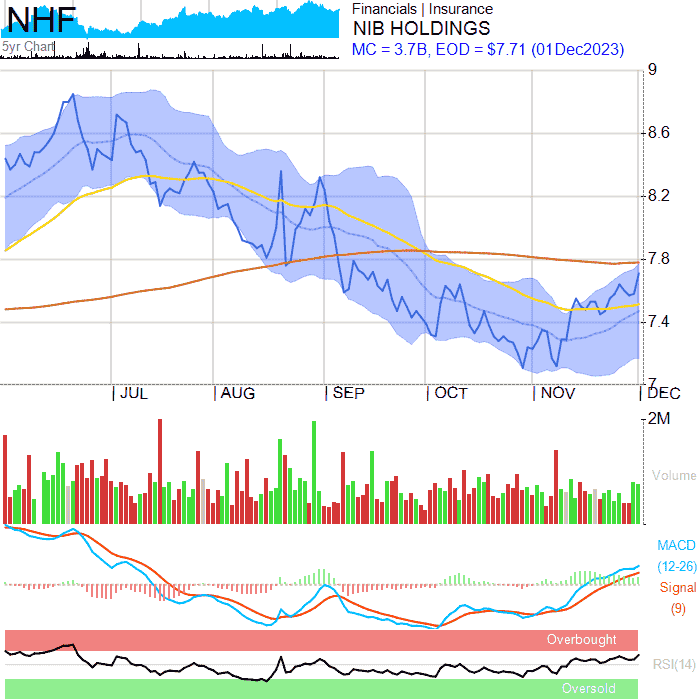 NHF
5yr Chart
Financials | Insurance
NIB HOLDINGS
MC = 3.7B, EOD = $7.71 (01Dec2023)
9
8.6
8.2
7.8
7.4
7
JUL
AUG
SEP
OCT
NOV
DEC
2M
Volume
MACD
(12-26)
Signal
(9)
Overbought
RSI(14)
Oversold